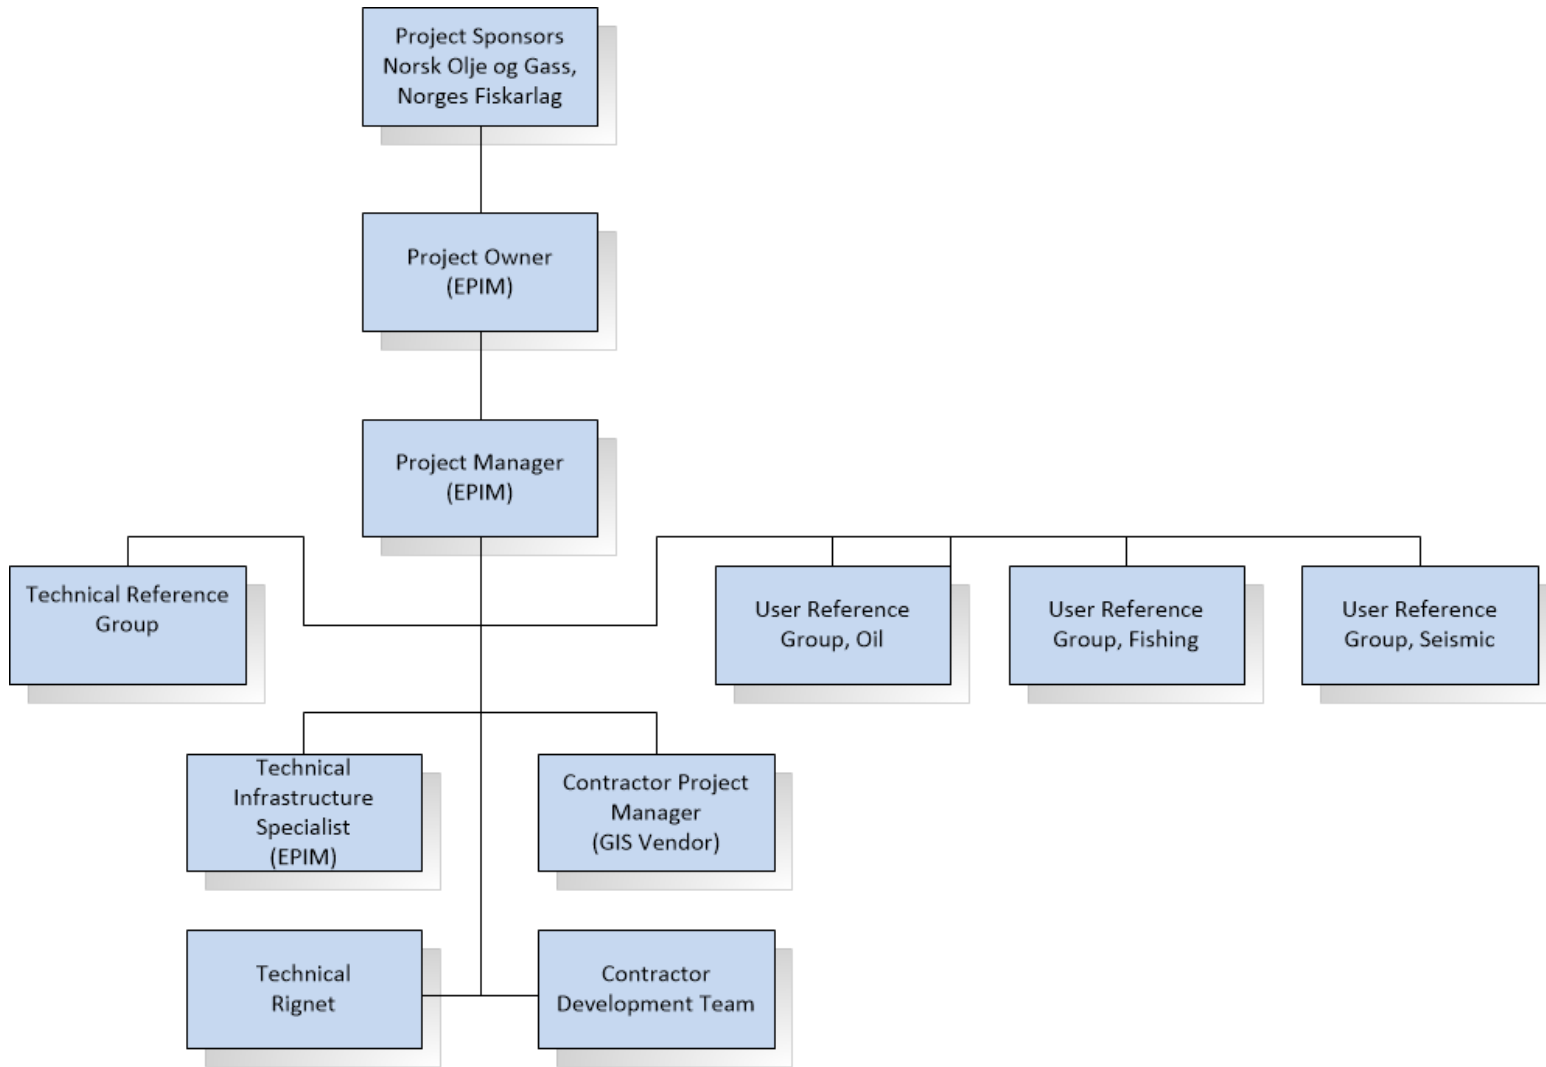 Project Sponsors
Norsk Olje og Gass,
Norges Fiskarlag
Project Owner
(EPIM)
Project Manager
(EPIM)
Technical Reference
Group
User Reference
Group, Oil
User Reference
Group, Fishing
User Reference
Group, Seismic
Technical
Infrastructure
Specialist
(EPIM)
Contractor Project
Manager
(GIS Vendor)
Technical
Rignet
Contractor
Development Team